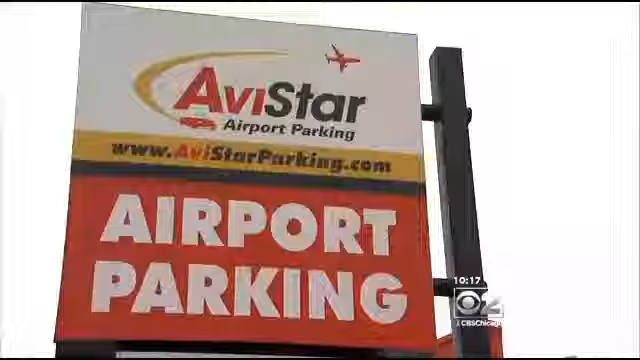 AviStar
Airport Parking
www.AviStarParking.com
AIRPORT
PARKING
10:17
2
CBSChicago